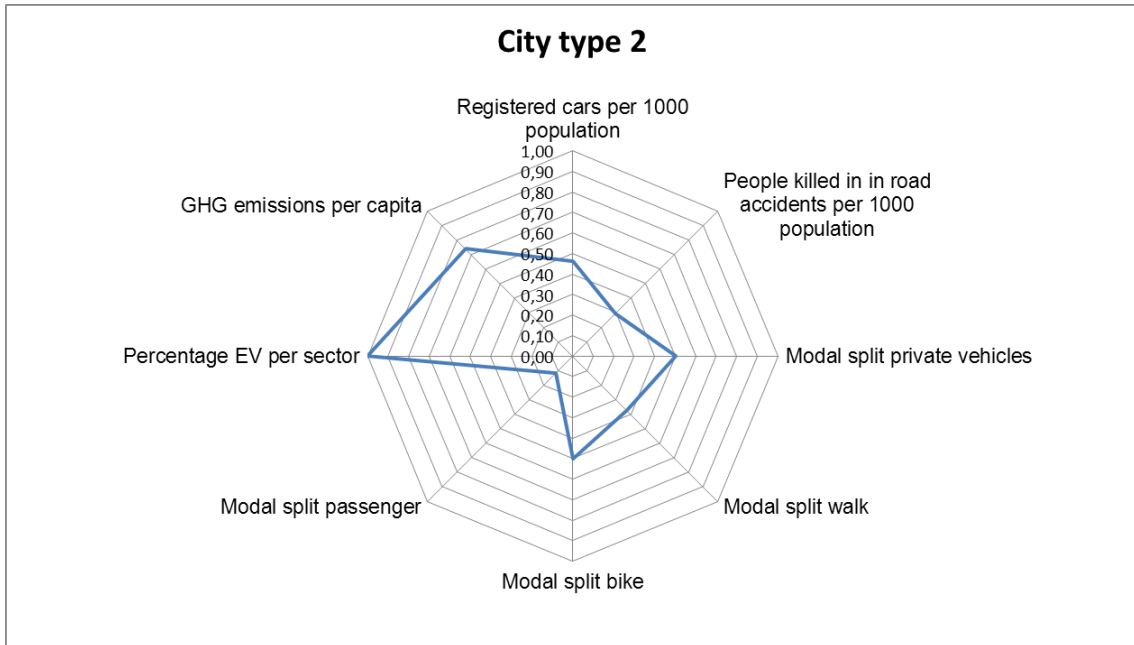 City type 2
Registered cars per 1000
population
1,00
0,90
0,80
0,70
0,60
0,50
0,40
0,30
0,20
0,10
0,00
People killed in in road
accidents per 1000
population
Modal split private vehicles
Modal split walk
Modal split bike
Modal split passenger
Percentage EV per sector
GHG emissions per capita